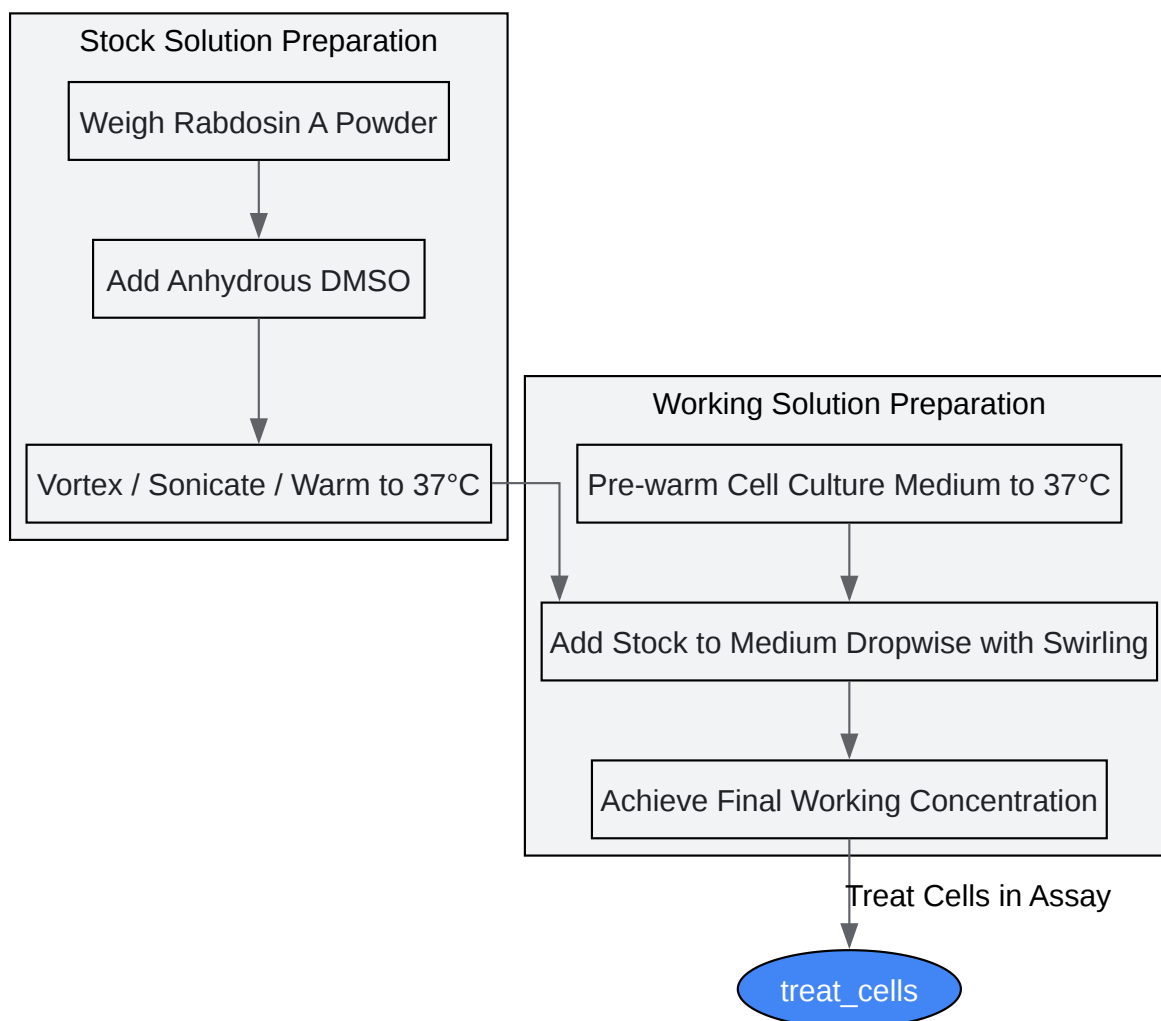 Stock Solution Preparation
Weigh Rabdosin A Powder
Add Anhydrous DMSO
Vortex / Sonicate / Warm to 37°C
Working Solution Preparation
Pre-warm Cell Culture Medium to 37°C
Add Stock to Medium Dropwise with Swirling
Achieve Final Working Concentration
Treat Cells in Assay
treat_cells